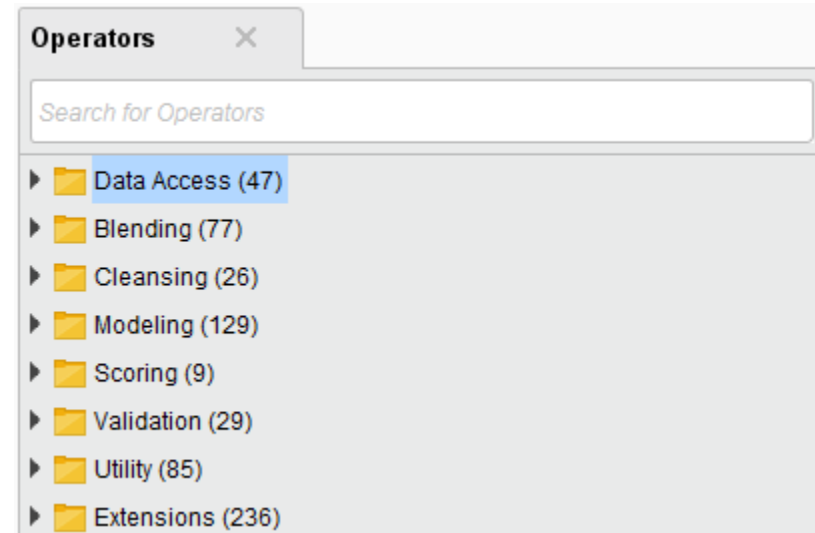 Operators
Search for Operators
Data Access (47)
Blending (77)
Cleansing (26)
Modeling (129)
Scoring (9)
Validation (29)
Utility (85)
Extensions (236)